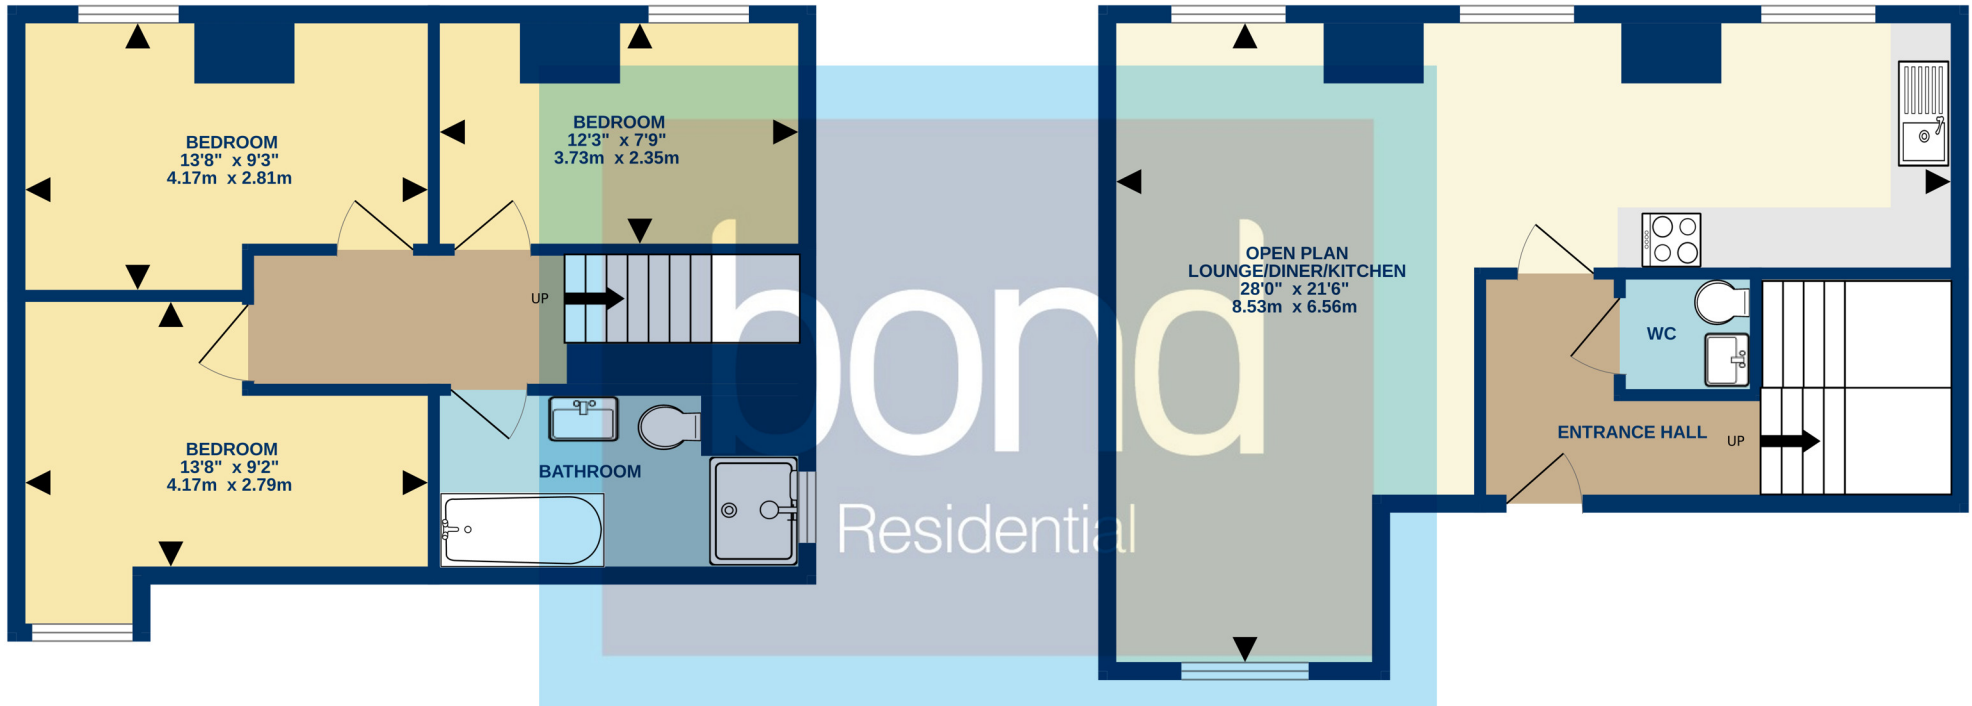 BEDROOM
13'8" x 9'3"
4.17m x 2.81m
BEDROOM
12'3" x 7'9"
3.73m x 2.35m
UP
BEDROOM
13'8" x 9'2"
4.17m x 2.79m
BATHROOM
bond
Residential
OPEN PLAN
LOUNGE/DINER/KITCHEN
28'0" x 21'6"
8.53m x 6.56m
WC
ENTRANCE HALL
UP